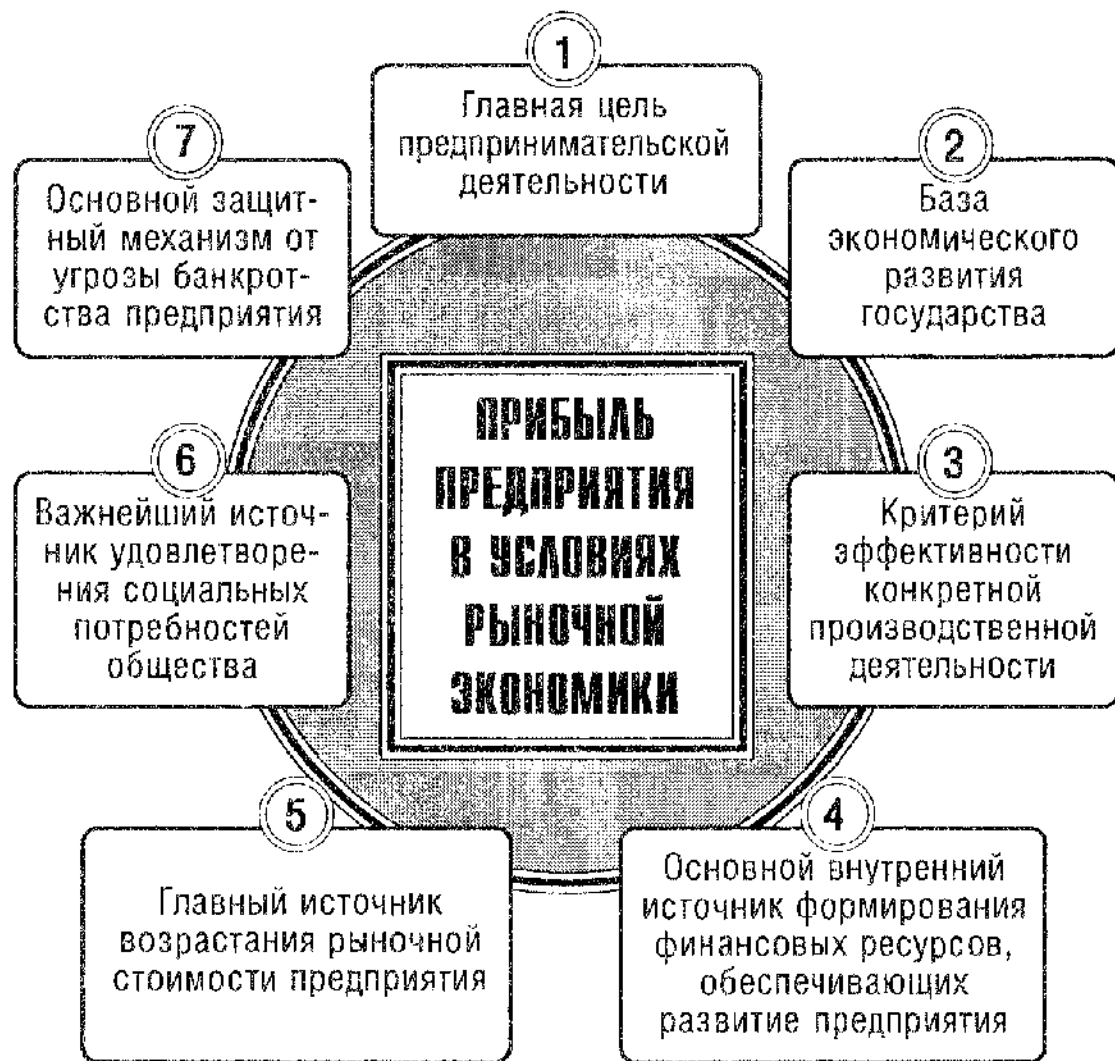 1
Главная цель
предпринимательской
деятельности
2
База
экономического
развития
государства
3
Критерий
эффективности
конкретной
производственной
деятельности
4
Основной внутренний
источник формирования
финансовых ресурсов,
обеспечивающих
развитие предприятия
5
Главный источник
возрастания рыночной
стоимости предприятия
6
Важнейший источ-
ник удовлетворе-
ния социальных
потребностей
общества
7
Основной защит-
ный механизм от
угрозы банкрот-
ства предприятия
ПРИБЫЛЬ
ПРЕДПРИЯТИЯ
В УСЛОВИЯХ
РЫНОЧНОЙ
ЭКОНОМИКИ